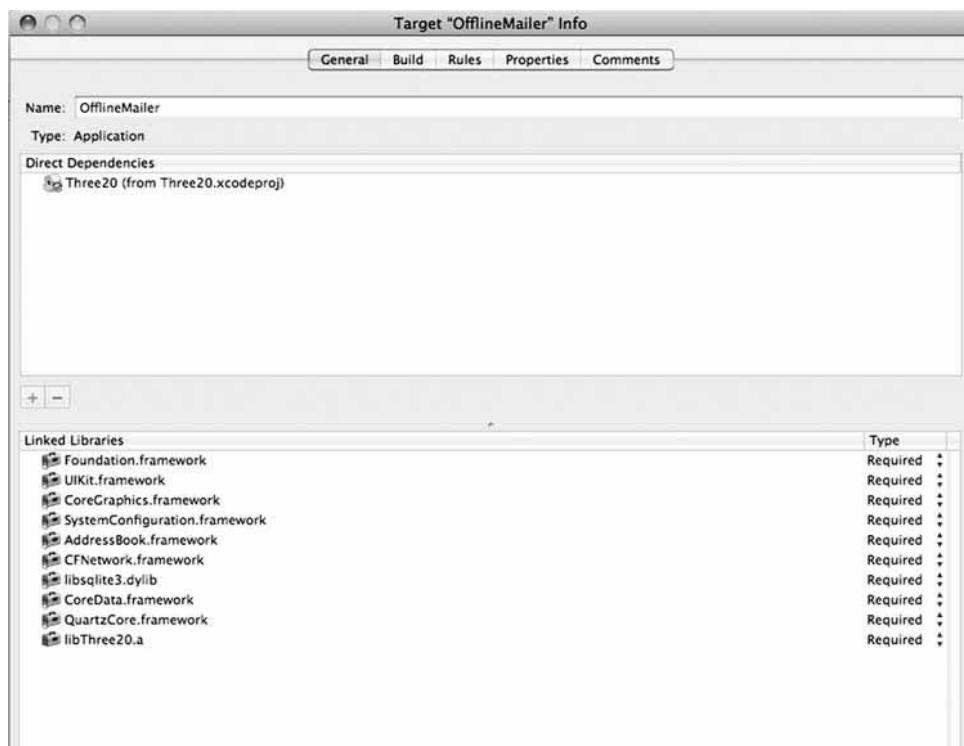 Target “OfflineMailer” Info
General Build Rules Properties Comments
Name: OfflineMailer
Type: Application
Direct Dependencies
Three20 (from Three20.xcodeproj)
+ −
Linked Libraries Type
Foundation.framework Required
UIKit.framework Required
CoreGraphics.framework Required
SystemConfiguration.framework Required
AddressBook.framework Required
CFNetwork.framework Required
libsqlite3.dylib Required
CoreData.framework Required
QuartzCore.framework Required
libThree20.a Required